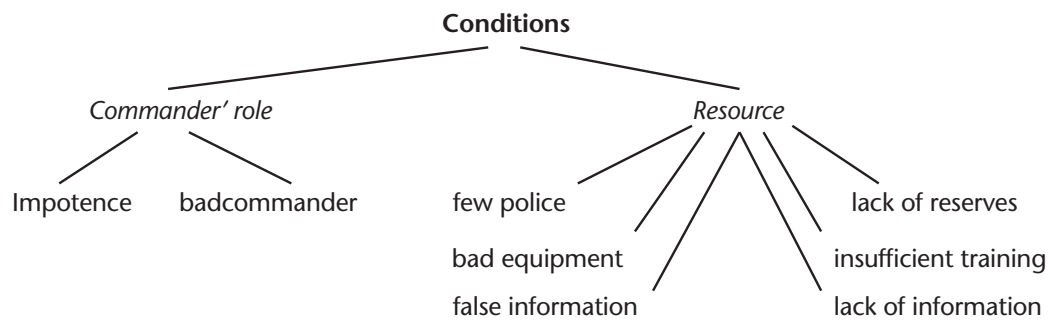 Conditions
Commander' role
Resource
Impotence
badcommander
few police
lack of reserves
bad equipment
insufficient training
false information
lack of information